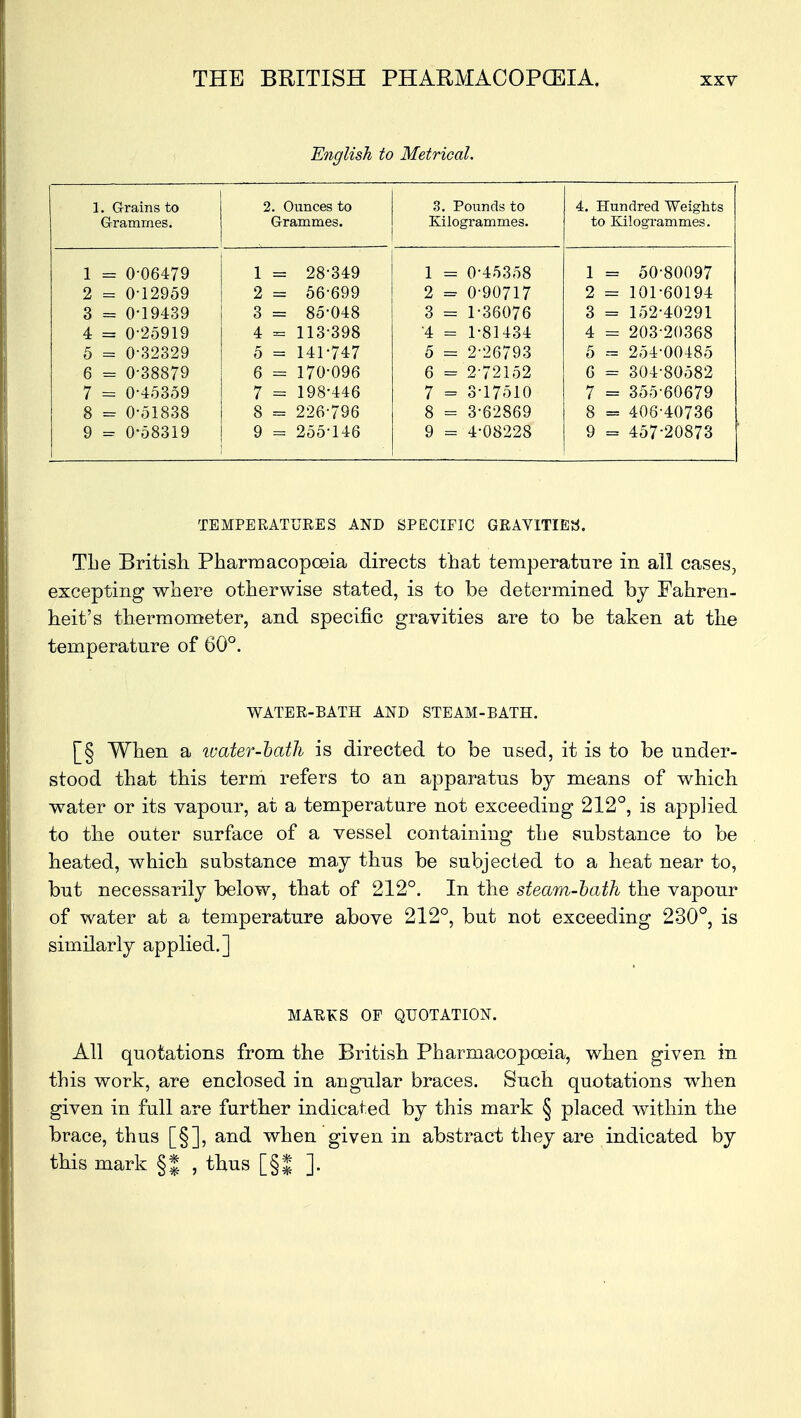 THE BRITISH PHARMACOPŒIA. xxv
English to Metrical.
1. Grains to Grammes. 2. Ounces to Grammes. 3. Pounds to Kilogrammes. 4. Hundred Weights to Kilogrammes.
1 = 0·06479 1 = 28·349 1 = 0·45358 1 = 50·80097
2 = 0·12959 2 = 56·699 2 = 0·90717 2 = 101·60194
3 = 0·19439 3 = 85·048 3 = 1·36076 3 = 152·40291
4 = 0·25919 4 = 113·398 4 = 1·81434 4 = 203·20368
5 = 0·32329 5 = 141·747 5 = 2·26793 5 = 254·00485
6 = 0·38879 6 = 170·096 6 = 2·72152 6 = 304·80582
7 = 0·45359 7 = 198·446 7 = 3·17510 7 = 355·60679
8 = 0·51838 8 = 226·796 8 = 3·62869 8 = 406·40736
9 = 0·58319 9 = 255·146 9 = 4·08228 9 = 457·20873
TEMPERATURES AND SPECIFIC GRAVITIES.
The British Pharmacopœia directs that temperature in all cases,
excepting where otherwise stated, is to be determined by Fahren-
heit's thermometer, and specific gravities are to be taken at the
temperature of 60°.
WATER-BATH AND STEAM-BATH.
[§ When a water-bath is directed to be used, it is to be under-
stood that this term refers to an apparatus by means of which
water or its vapour, at a temperature not exceeding 212°, is applied
to the outer surface of a vessel containing the substance to be
heated, which substance may thus be subjected to a heat near to,
but necessarily below, that of 212°. In the steam-bath the vapour
of water at a temperature above 212°, but not exceeding 230°, is
similarly applied.]
MARKS OF QUOTATION.
All quotations from the British Pharmacopœia, when given in
this work, are enclosed in angular braces. Such quotations when
given in full are further indicated by this mark § placed within the
brace, thus [§], and when given in abstract they are indicated by
this mark §⁑ , thus [§⁑ ].